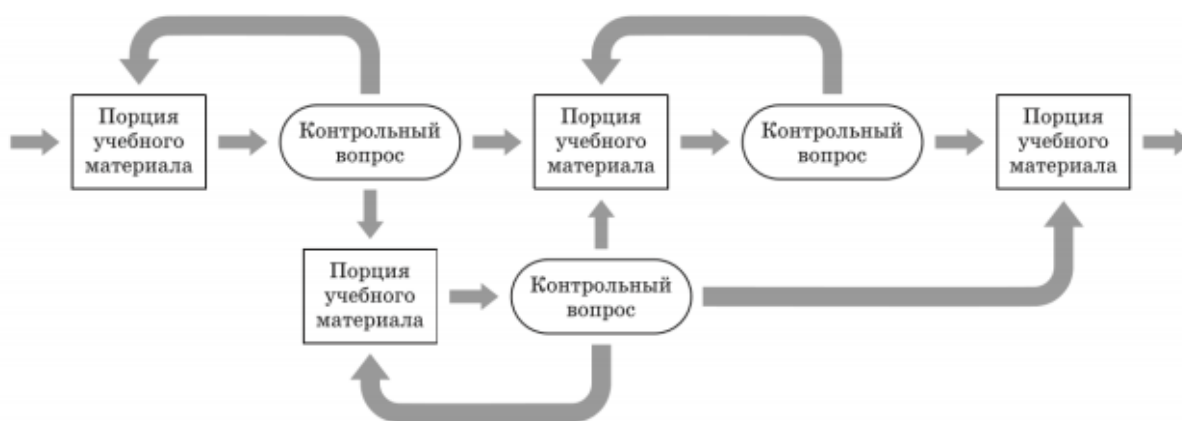 Порция
учебного
материала
Контрольный
вопрос
Порция
учебного
материала
Контрольный
вопрос
Порция
учебного
материала
Порция
учебного
материала
Контрольный
вопрос